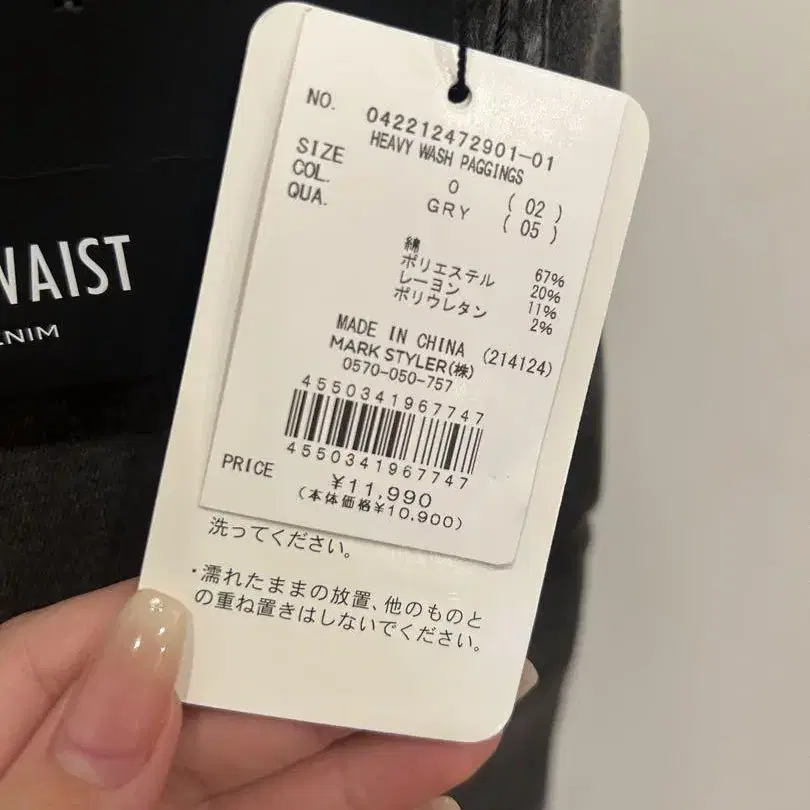 WAIST
ENIM
NO. 042212472901-01
HEAVY WASH PAGGINGS
SIZE 0 ( 02 )
COL. GRY ( 05 )
QUA.
綿 67%
ポリエステル 20%
レーヨン 11%
ポリウレタン 2%
MADE IN CHINA (214124)
MARK STYLER(株)
0570-050-757
4550341967747
4550341967747
PRICE ¥11,990
(本体価格¥10,900)
洗ってください。
・濡れたままの放置、他のものと
の重ね置きはしないでください。